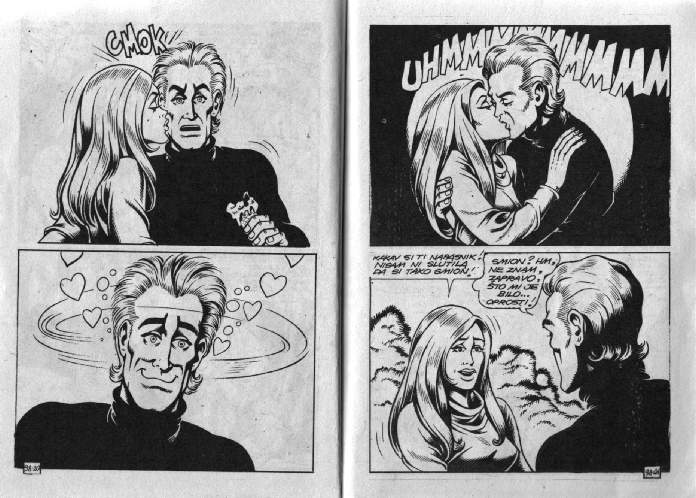 CMOK
UHMMMMMMMMMM
KAKAV SI TI NAPASNIK!
NISAM NI SLUTILA
DA SI TAKO SMION!
SMION? HM,
NE ZNAM,
ZAPRAVO,
ŠTO MI JE
BILO...
OPROSTI!